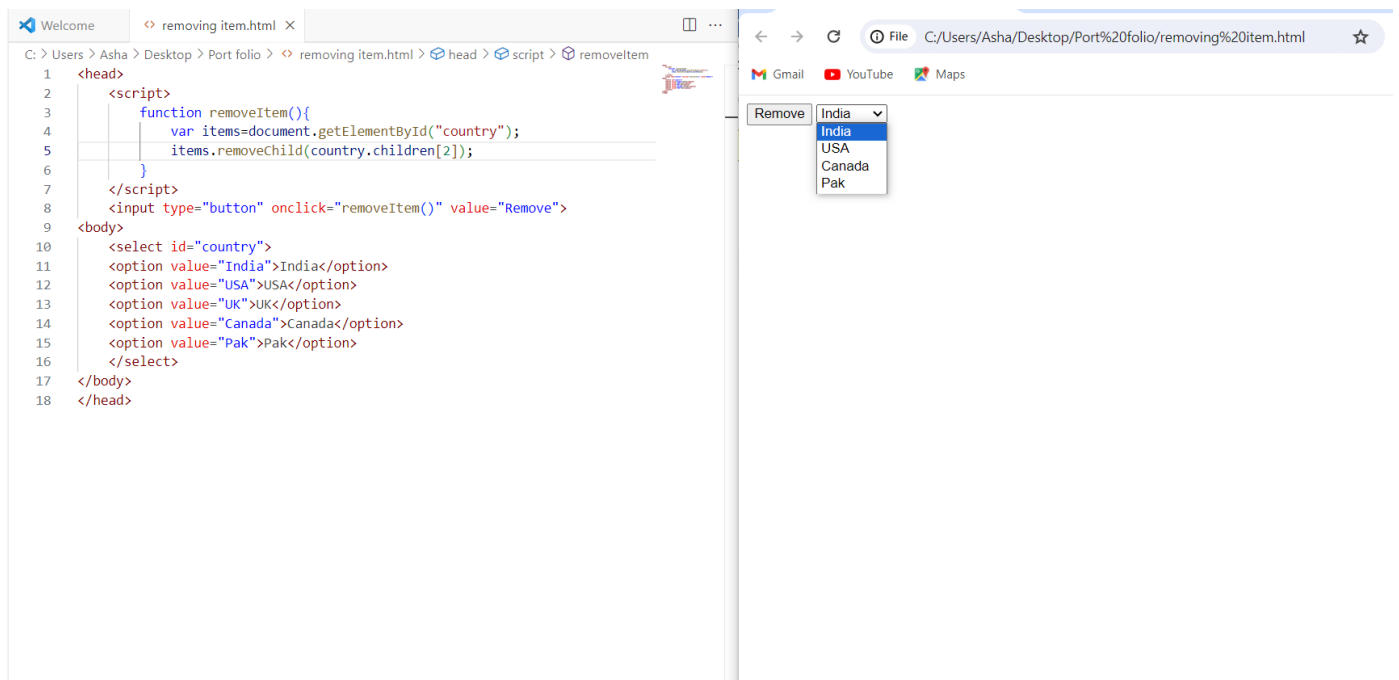 Welcome
removing item.html
C: > Users > Asha > Desktop > Port folio > removing item.html > head > script > removeItem
1 <head>
2 <script>
3 function removeItem(){
4 var items=document.getElementById("country");
5 items.removeChild(country.children[2]);
6 }
7 </script>
8 <input type="button" onclick="removeItem()" value="Remove">
9 <body>
10 <select id="country">
11 <option value="India">India</option>
12 <option value="USA">USA</option>
13 <option value="UK">UK</option>
14 <option value="Canada">Canada</option>
15 <option value="Pak">Pak</option>
16 </select>
17 </body>
18 </head>
File C:/Users/Asha/Desktop/Port%20folio/removing%20item.html
Gmail YouTube Maps
Remove India
India
USA
Canada
Pak